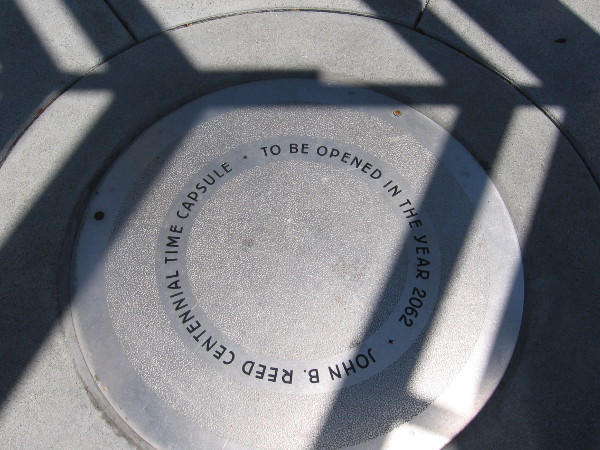 JOHN B. REED CENTENNIAL TIME CAPSULE • TO BE OPENED IN THE YEAR 2062 •